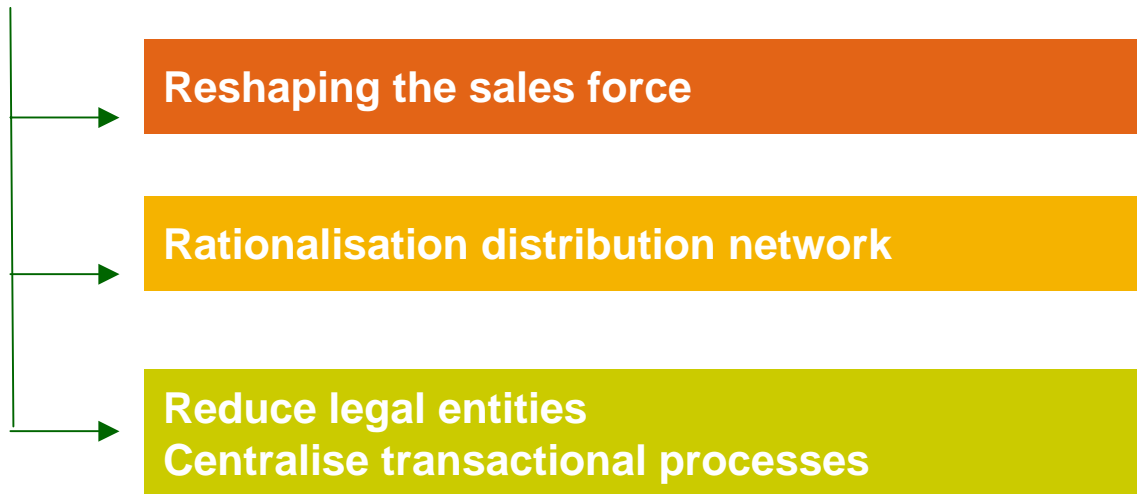 Reshaping the sales force
Rationalisation distribution network
Reduce legal entities
Centralise transactional processes